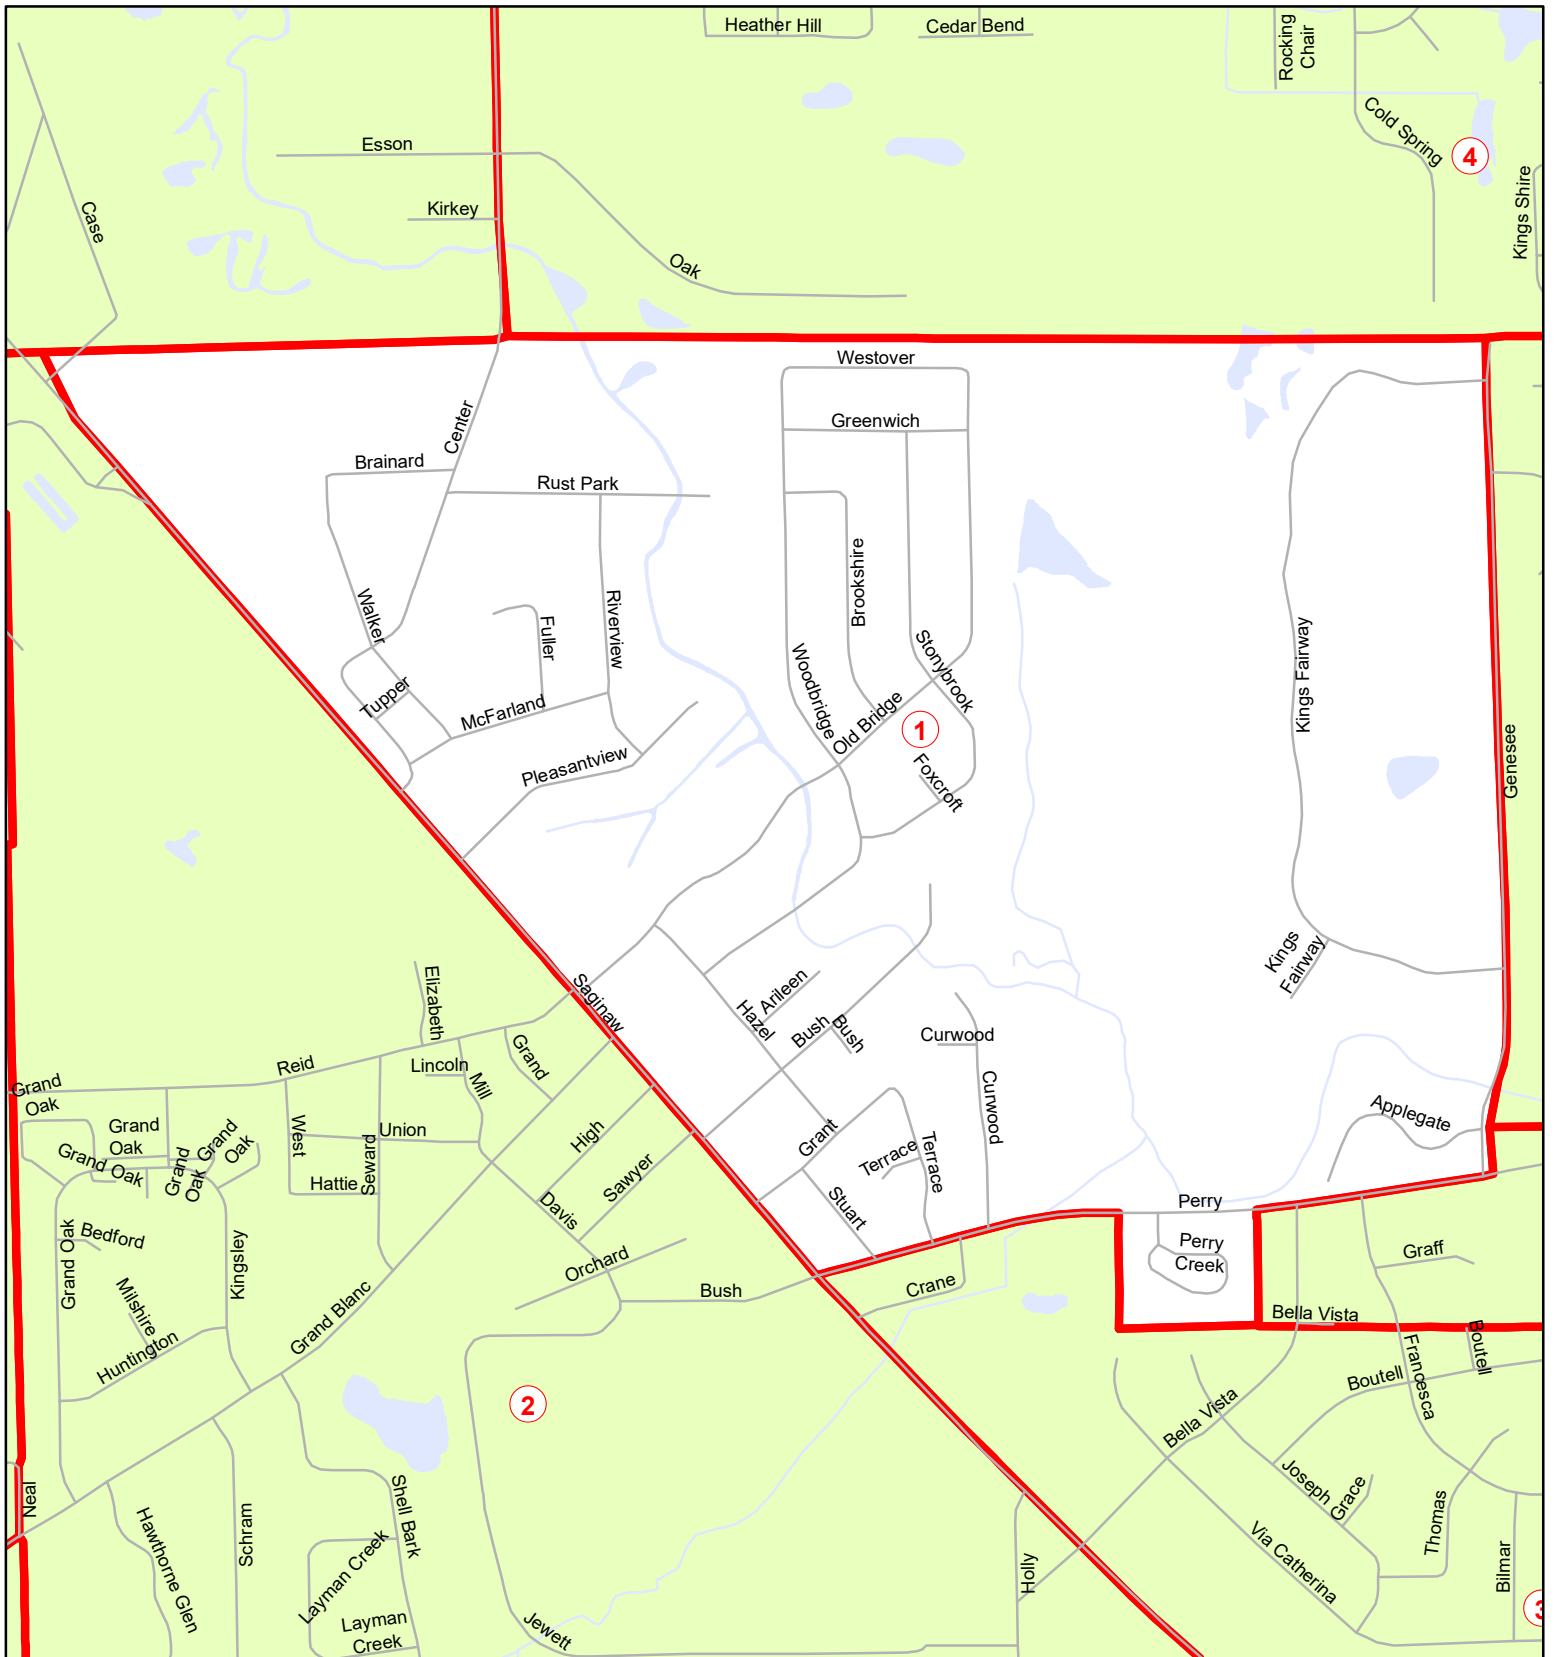 Heather Hill
Cedar Bend
Rocking
Chair
Cold Spring
4
Kings Shire
Esson
Kirkey
Case
Oak
Westover
Greenwich
Center
Brainard
Rust Park
Walker
Fuller
Riverview
Brookshire
Stonybrook
Woodbridge
Old Bridge
Kings Fairway
Tupper
McFarland
1
Pleasantview
Foxcroft
Genesee
Kings
Fairway
Saginaw
Elizabeth
Arileen
Hazel
Bush
Bush
Curwood
Curwood
Reid
Lincoln
Mill
Grand
Grand
Oak
Grand
Oak
Grand
Oak
Grand
Oak
Grand Oak
West
Union
Seward
Hattie
High
Sawyer
Grant
Terrace
Terrace
Stuart
Applegate
Davis
Perry
Perry
Creek
Graff
Grand Oak
Bedford
Kingsley
Milshire
Huntington
Grand Blanc
Orchard
Bush
Crane
Bella Vista
Francesca
Boutell
Boutell
2
Bella Vista
Neal
Hawthorne Glen
Schram
Shell Bark
Layman Creek
Layman
Creek
Jewett
Holly
Joseph
Grace
Via Catherina
Thomas
Bilmar
3